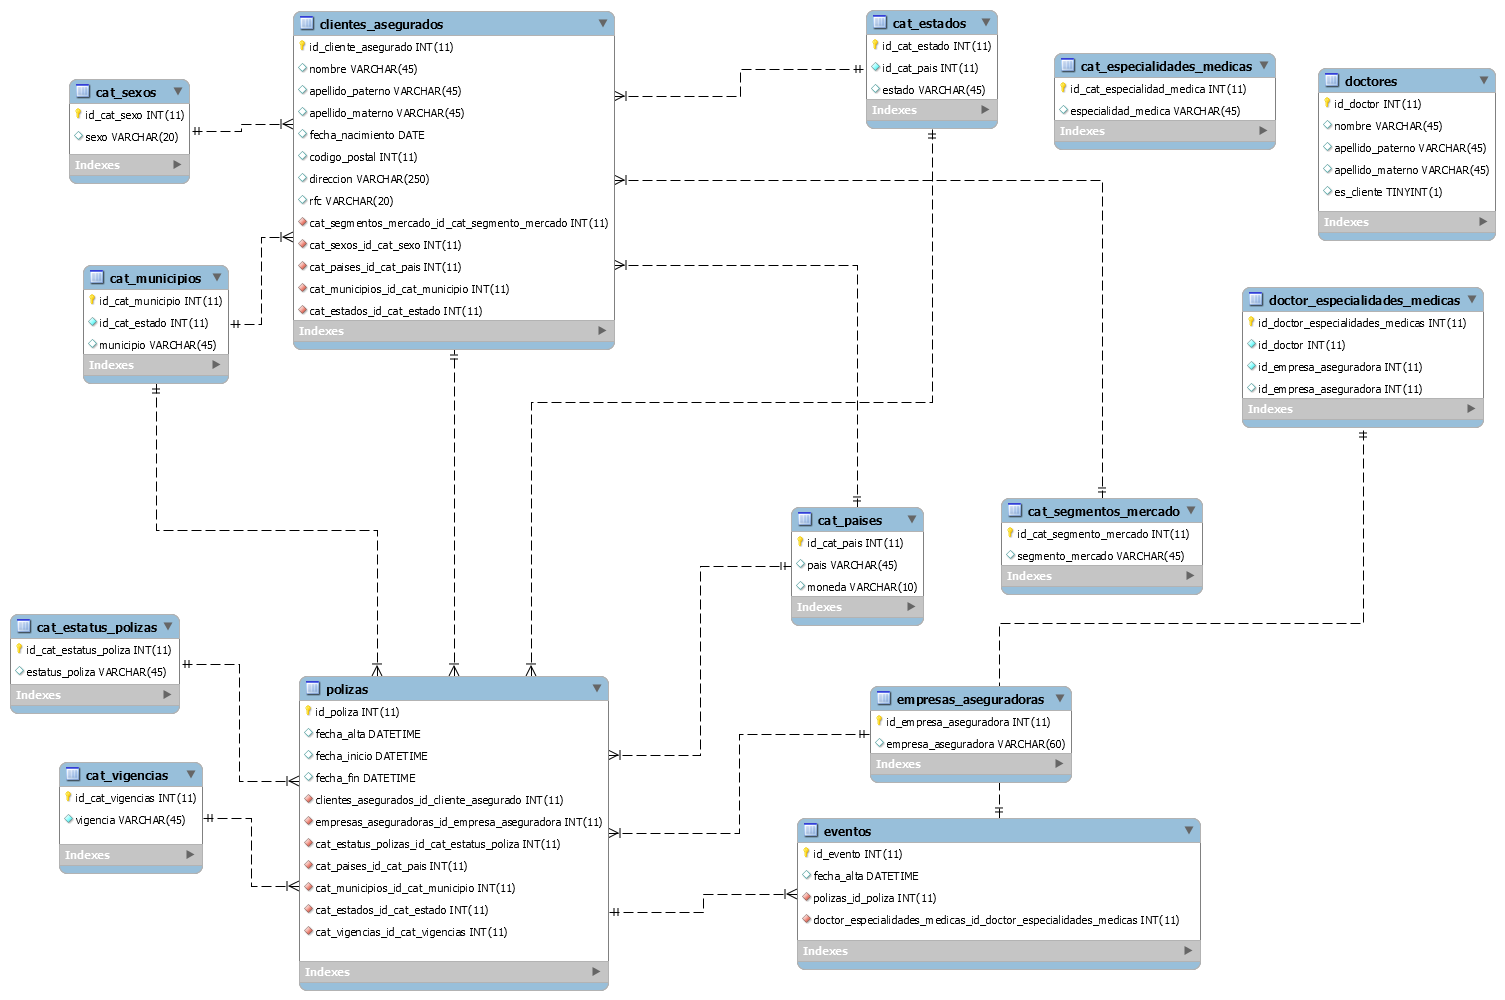 clientes_asegurados
id_cliente_asegurado INT(11)
nombre VARCHAR(45)
apellido_paterno VARCHAR(45)
apellido_materno VARCHAR(45)
fecha_nacimiento DATE
codigo_postal INT(11)
direccion VARCHAR(250)
rfc VARCHAR(20)
cat_segmentos_mercado_id_cat_segmento_mercado INT(11)
cat_sexos_id_cat_sexo INT(11)
cat_paises_id_cat_pais INT(11)
cat_municipios_id_cat_municipio INT(11)
cat_estados_id_cat_estado INT(11)
Indexes
cat_estados
id_cat_estado INT(11)
id_cat_pais INT(11)
estado VARCHAR(45)
Indexes
cat_especialidades_medicas
id_cat_especialidad_medica INT(11)
especialidad_medica VARCHAR(45)
Indexes
doctores
id_doctor INT(11)
nombre VARCHAR(45)
apellido_paterno VARCHAR(45)
apellido_materno VARCHAR(45)
es_cliente TINYINT(1)
Indexes
cat_sexos
id_cat_sexo INT(11)
sexo VARCHAR(20)
Indexes
cat_municipios
id_cat_municipio INT(11)
id_cat_estado INT(11)
municipio VARCHAR(45)
Indexes
doctor_especialidades_medicas
id_doctor_especialidades_medicas INT(11)
id_doctor INT(11)
id_empresa_aseguradora INT(11)
id_empresa_aseguradora INT(11)
Indexes
cat_paises
id_cat_pais INT(11)
pais VARCHAR(45)
moneda VARCHAR(10)
Indexes
cat_segmentos_mercado
id_cat_segmento_mercado INT(11)
segmento_mercado VARCHAR(45)
Indexes
cat_estatus_polizas
id_cat_estatus_poliza INT(11)
estatus_poliza VARCHAR(45)
Indexes
cat_vigencias
id_cat_vigencias INT(11)
vigencia VARCHAR(45)
Indexes
polizas
id_poliza INT(11)
fecha_alta DATETIME
fecha_inicio DATETIME
fecha_fin DATETIME
clientes_asegurados_id_cliente_asegurado INT(11)
empresas_aseguradoras_id_empresa_aseguradora INT(11)
cat_estatus_polizas_id_cat_estatus_poliza INT(11)
cat_paises_id_cat_pais INT(11)
cat_municipios_id_cat_municipio INT(11)
cat_estados_id_cat_estado INT(11)
cat_vigencias_id_cat_vigencias INT(11)
Indexes
empresas_aseguradoras
id_empresa_aseguradora INT(11)
empresa_aseguradora VARCHAR(60)
Indexes
eventos
id_evento INT(11)
fecha_alta DATETIME
polizas_id_poliza INT(11)
doctor_especialidades_medicas_id_doctor_especialidades_medicas INT(11)
Indexes